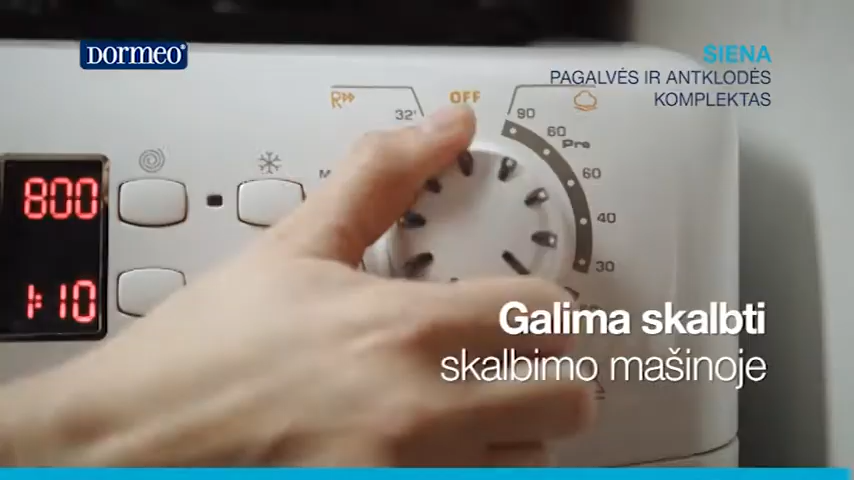 DORMEO
SIENA
PAGALVĖS IR ANTKLODĖS
KOMPLEKTAS
OFF
32'
90
60
Pro
60
40
30
800
1:10
Galima skalbti
skalbimo mašinoje